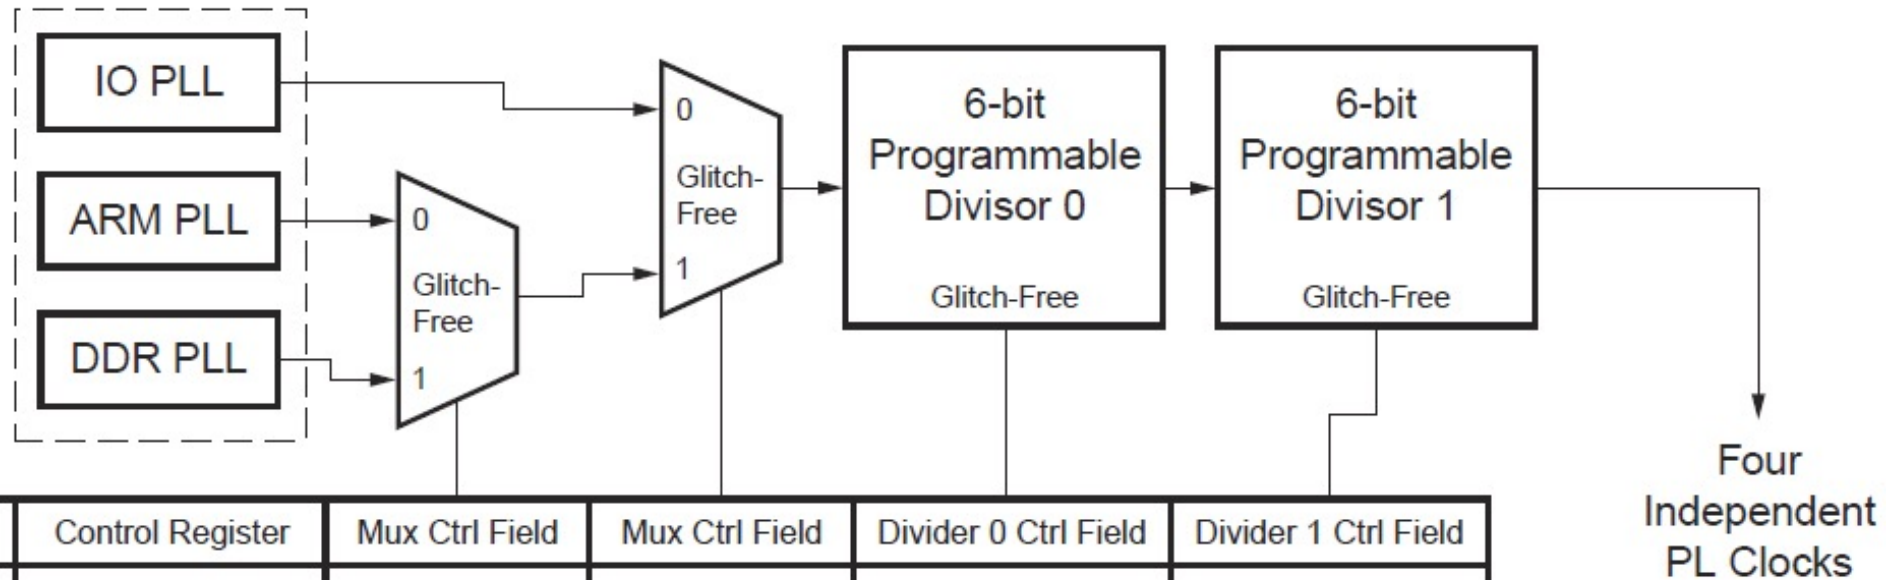 IO PLL
ARM PLL
DDR PLL
0
Glitch-
Free
1
0
Glitch-
Free
1
6-bit
Programmable
Divisor 0
Glitch-Free
6-bit
Programmable
Divisor 1
Glitch-Free
Four
Independent
PL Clocks
Control Register
Mux Ctrl Field
Mux Ctrl Field
Divider 0 Ctrl Field
Divider 1 Ctrl Field